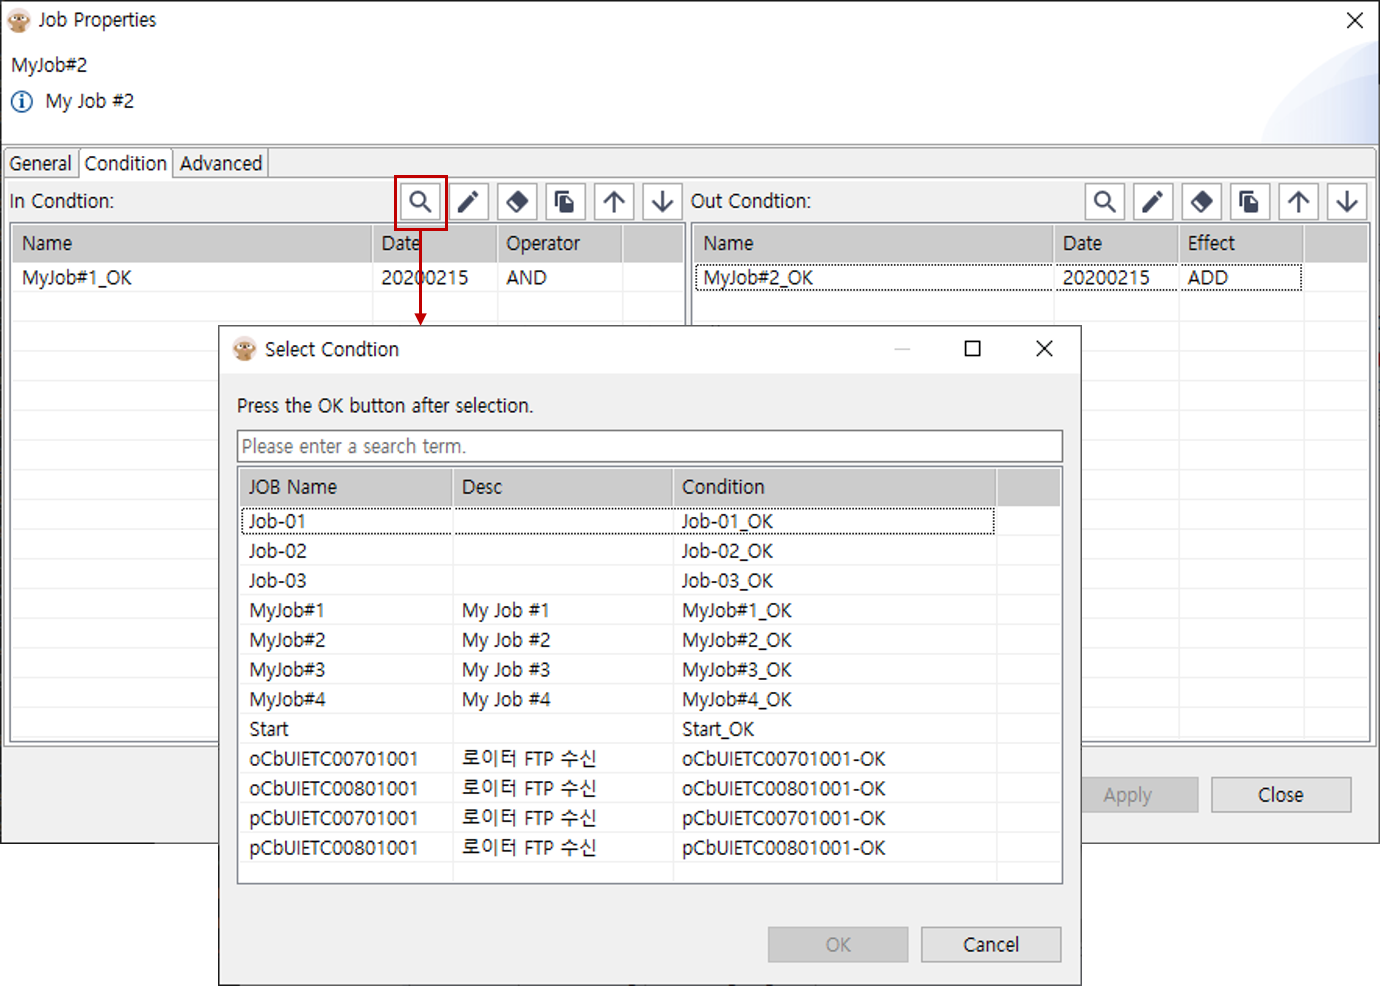 Job Properties
MyJob#2
My Job #2
General Condition Advanced
In Condtion:
Out Condition:
Name Date Operator
MyJob#1_OK 20200215 AND
Name Date Effect
MyJob#2_OK 20200215 ADD
Select Condtion
Press the OK button after selection.
Please enter a search term.
JOB Name Desc Condition
Job-01 Job-01_OK
Job-02 Job-02_OK
Job-03 Job-03_OK
MyJob#1 My Job #1 MyJob#1_OK
MyJob#2 My Job #2 MyJob#2_OK
MyJob#3 My Job #3 MyJob#3_OK
MyJob#4 My Job #4 MyJob#4_OK
Start Start_OK
oCbUIETC00701001 로이터 FTP 수신 oCbUIETC00701001-OK
oCbUIETC00801001 로이터 FTP 수신 oCbUIETC00801001-OK
pCbUIETC00701001 로이터 FTP 수신 pCbUIETC00701001-OK
pCbUIETC00801001 로이터 FTP 수신 pCbUIETC00801001-OK
OK Cancel
Apply Close